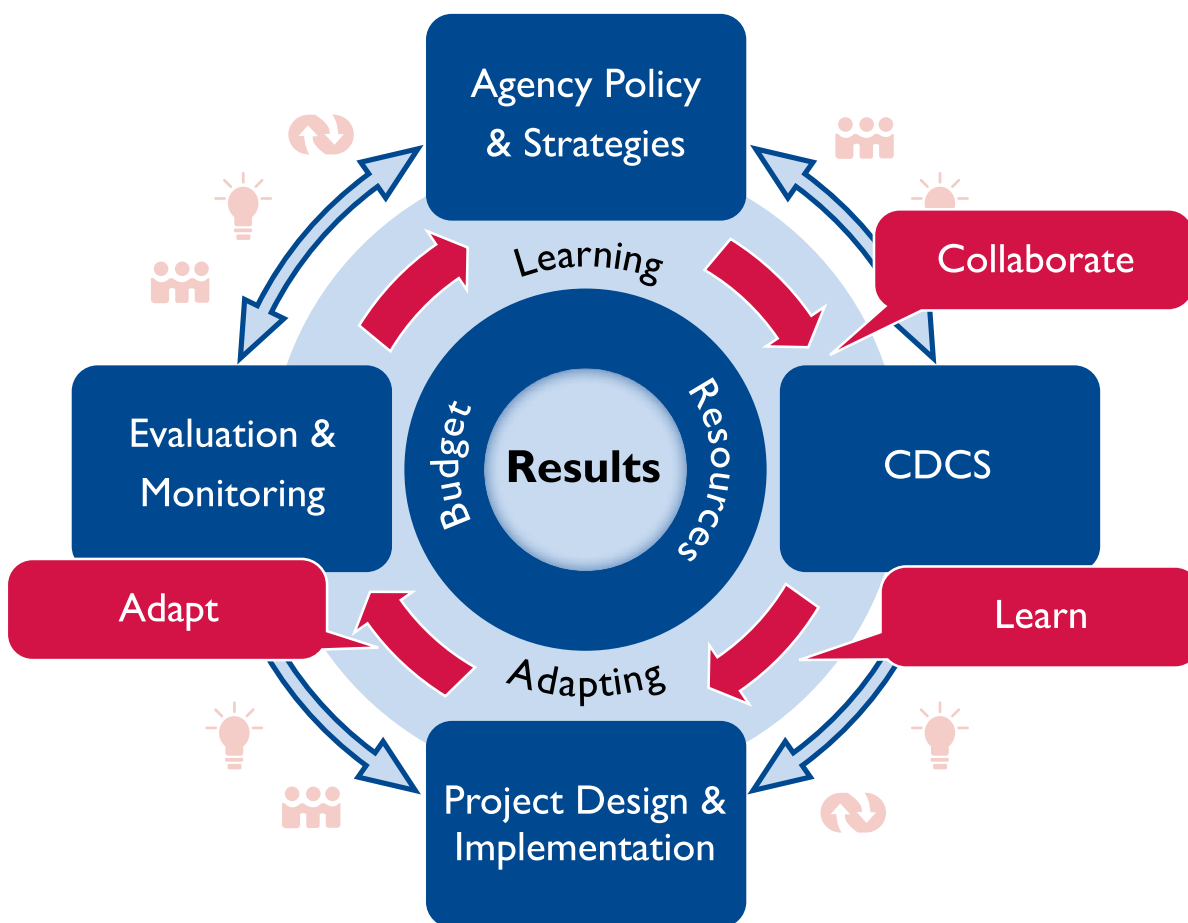 Agency Policy
& Strategies
Collaborate
Learning
Evaluation &
Monitoring
Budget
Results
Resources
CDCS
Adapt
Learn
Adapting
Project Design &
Implementation